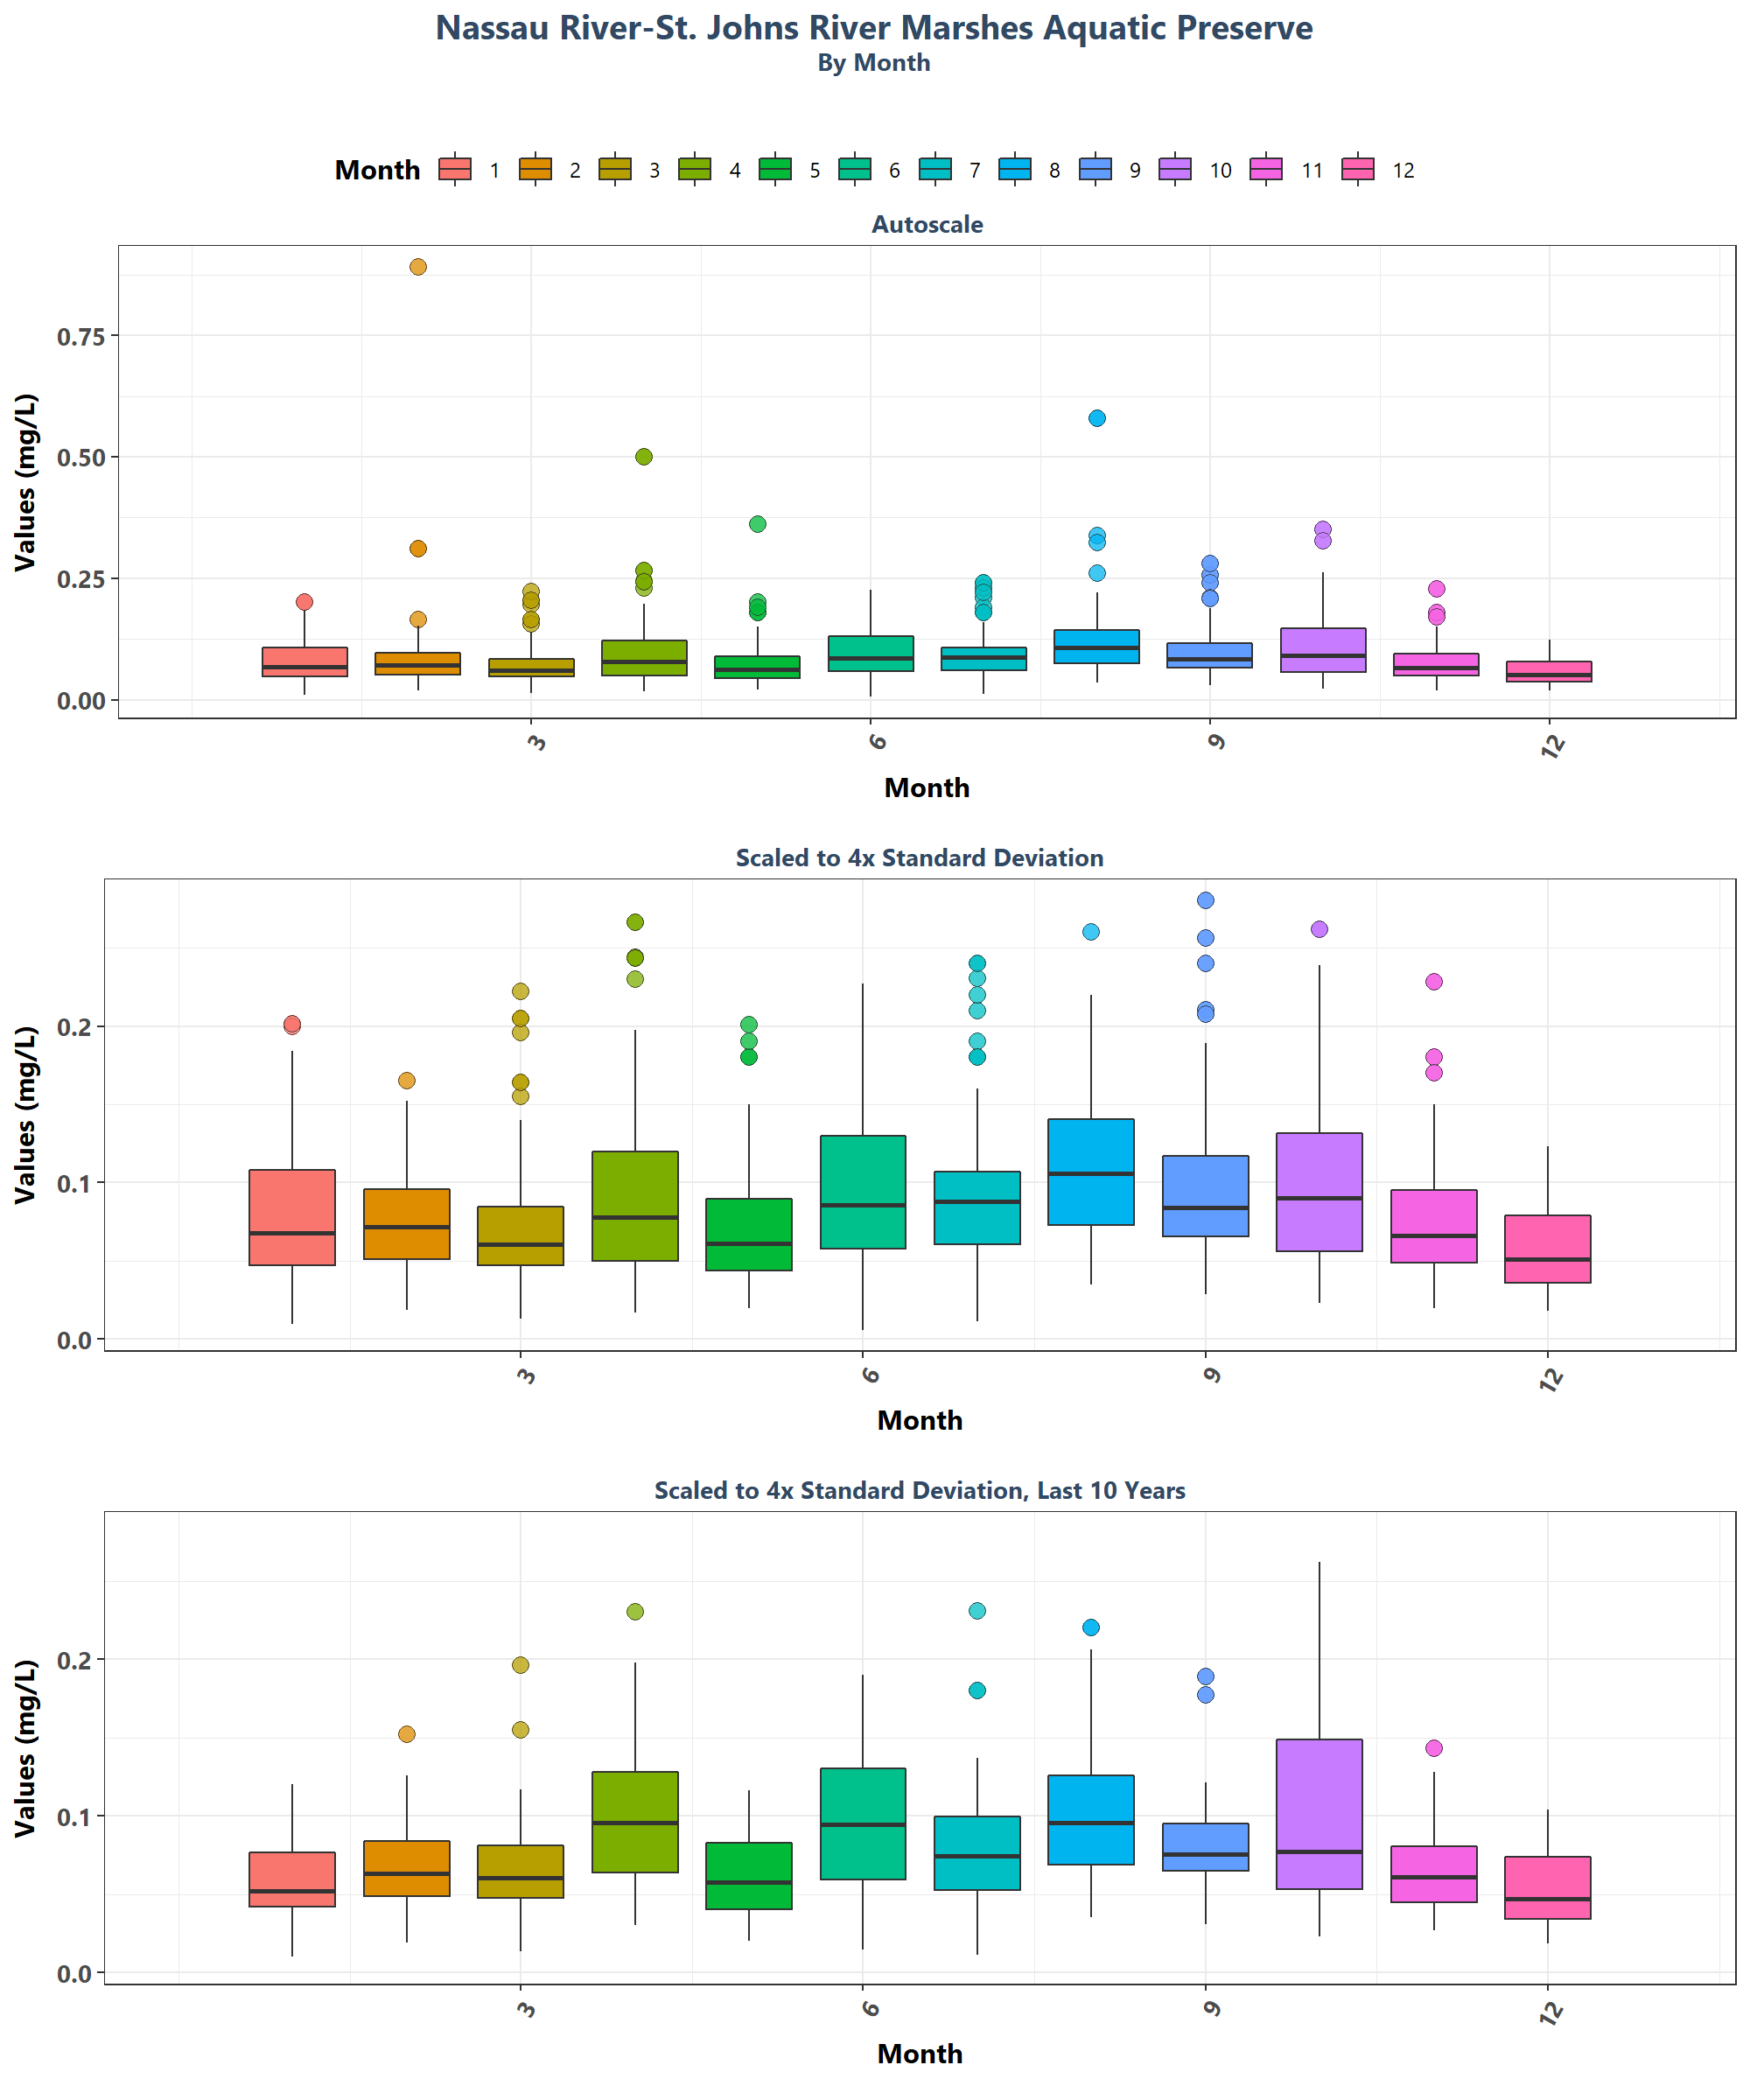 Nassau River-St. Johns River Marshes Aquatic Preserve
By Month
Month 1 2 3 4 5 6 7 8 9 10 11 12
Autoscale
Values (mg/L)
0.75
0.50
0.25
0.00
3 6 9 12
Month
Scaled to 4x Standard Deviation
Values (mg/L)
0.2
0.1
0.0
3 6 9 12
Month
Scaled to 4x Standard Deviation, Last 10 Years
Values (mg/L)
0.2
0.1
0.0
3 6 9 12
Month